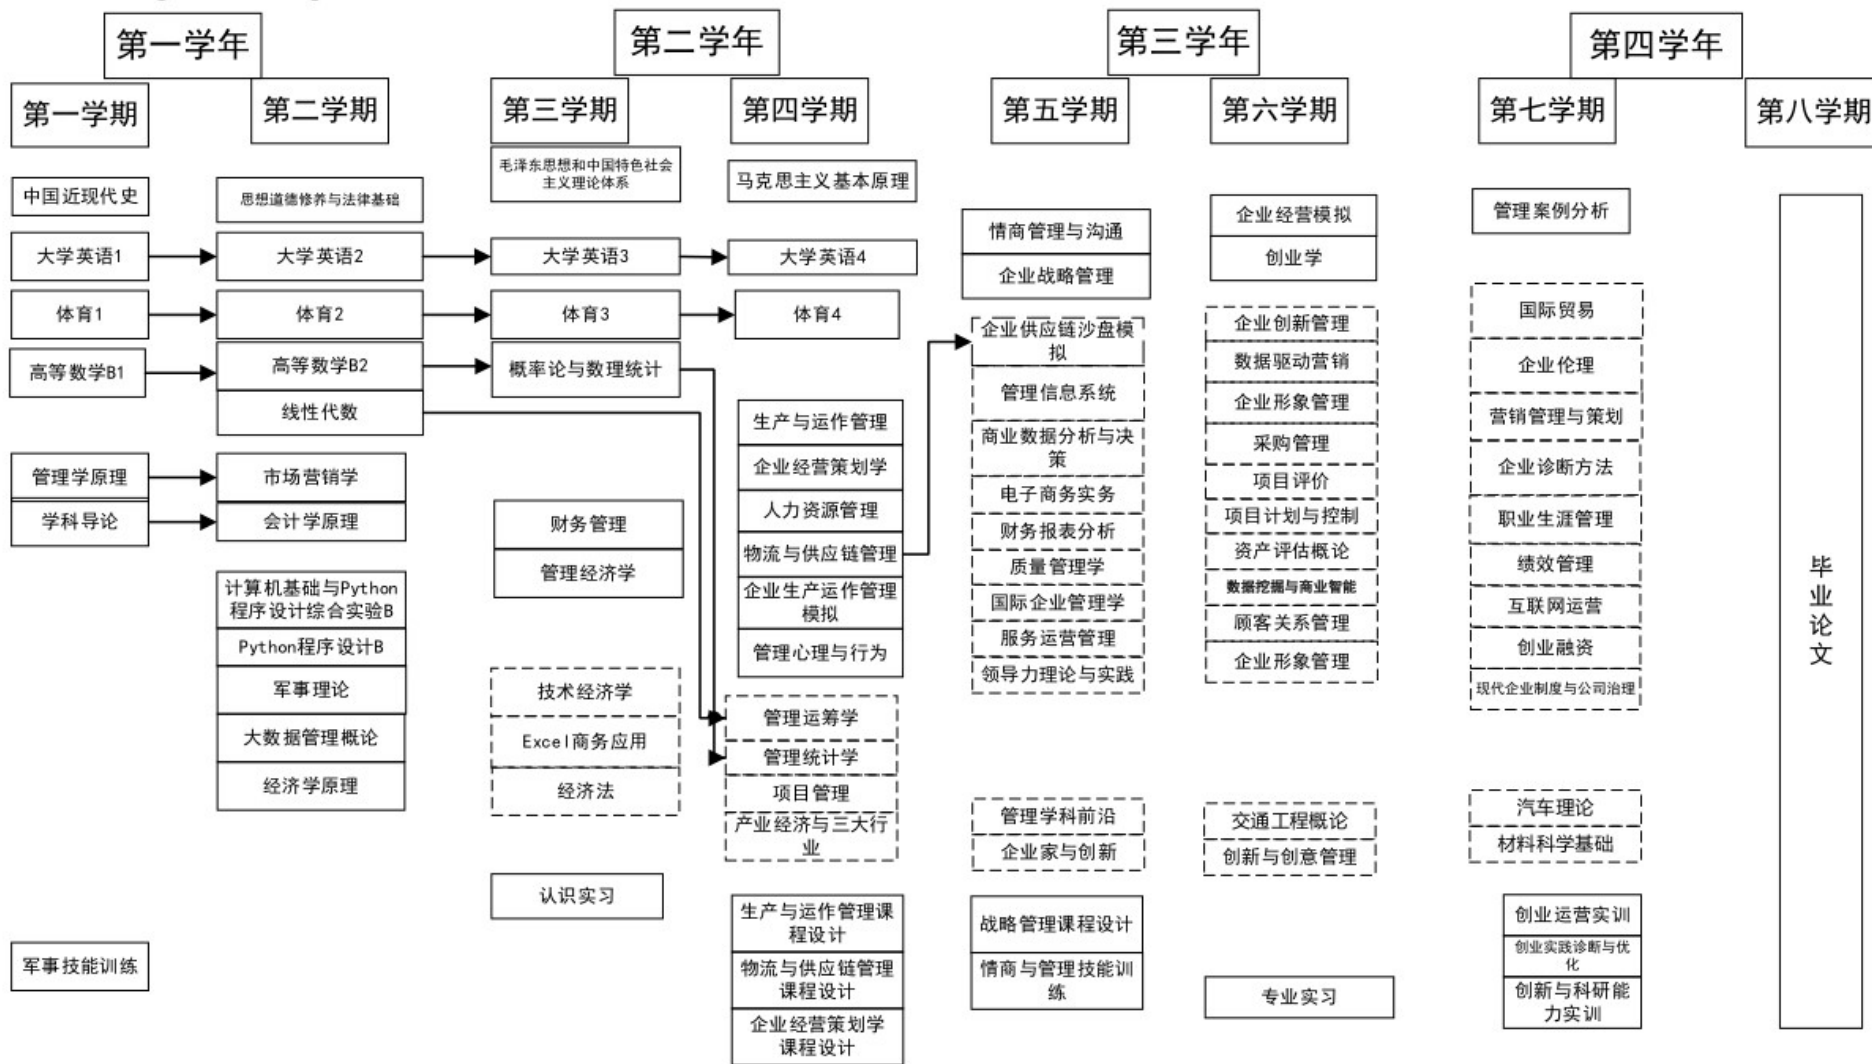 第一学年
第二学年
第三学年
第四学年
第一学期
第二学期
第三学期
第四学期
第五学期
第六学期
第七学期
第八学期
中国近现代史
大学英语1
体育1
高等数学B1
管理学原理
学科导论
军事技能训练
思想道德修养与法律基础
大学英语2
体育2
高等数学B2
线性代数
市场营销学
会计学原理
计算机基础与Python
程序设计综合实验B
Python程序设计B
军事理论
大数据管理概论
经济学原理
毛泽东思想和中国特色社会
主义理论体系
大学英语3
体育3
概率论与数理统计
财务管理
管理经济学
技术经济学
Excel商务应用
经济法
认识实习
马克思主义基本原理
大学英语4
体育4
生产与运作管理
企业经营策划学
人力资源管理
物流与供应链管理
企业生产运作管理
模拟
管理心理与行为
管理运筹学
管理统计学
项目管理
产业经济与三大行
业
生产与运作管理课
程设计
物流与供应链管理
课程设计
企业经营策划学
课程设计
情商管理与沟通
企业战略管理
企业供应链沙盘模
拟
管理信息系统
商业数据分析与决
策
电子商务实务
财务报表分析
质量管理学
国际企业管理学
服务运营管理
领导力理论与实践
管理学科前沿
企业家与创新
战略管理课程设计
情商与管理技能训
练
企业经营模拟
创业学
企业创新管理
数据驱动营销
企业形象管理
采购管理
项目评价
项目计划与控制
资产评估概论
数据挖掘与商业智能
顾客关系管理
企业形象管理
交通工程概论
创新与创意管理
专业实习
管理案例分析
国际贸易
企业伦理
营销管理与策划
企业诊断方法
职业生涯管理
绩效管理
互联网运营
创业融资
现代企业制度与公司治理
汽车理论
材料科学基础
创业运营实训
创业实践诊断与优
化
创新与科研能
力实训
毕业论文